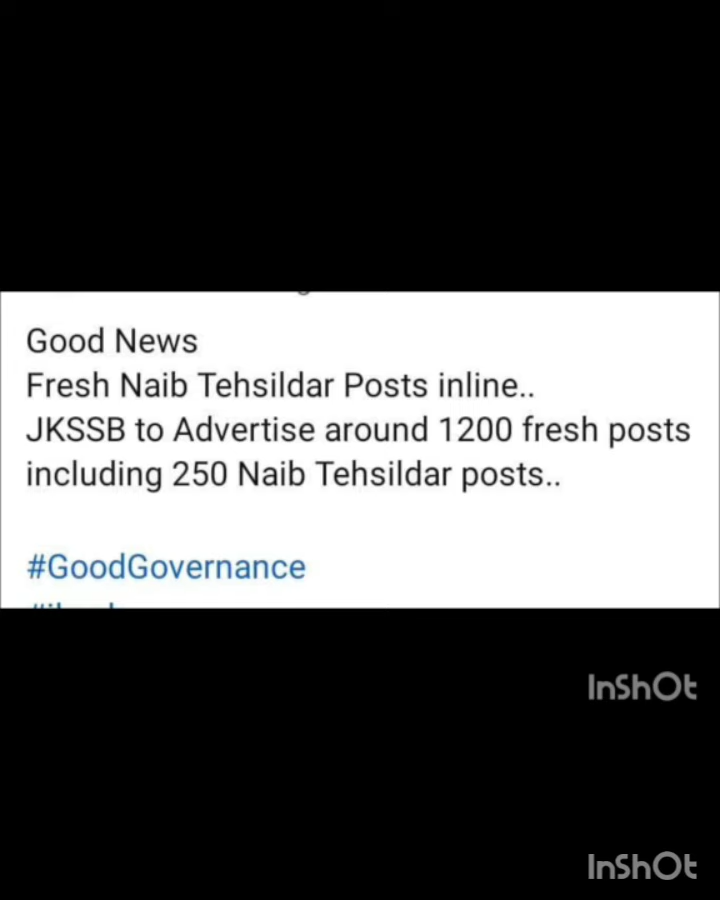 Good News
Fresh Naib Tehsildar Posts inline..
JKSSB to Advertise around 1200 fresh posts
including 250 Naib Tehsildar posts..
#GoodGovernance
InShOt
InShOt